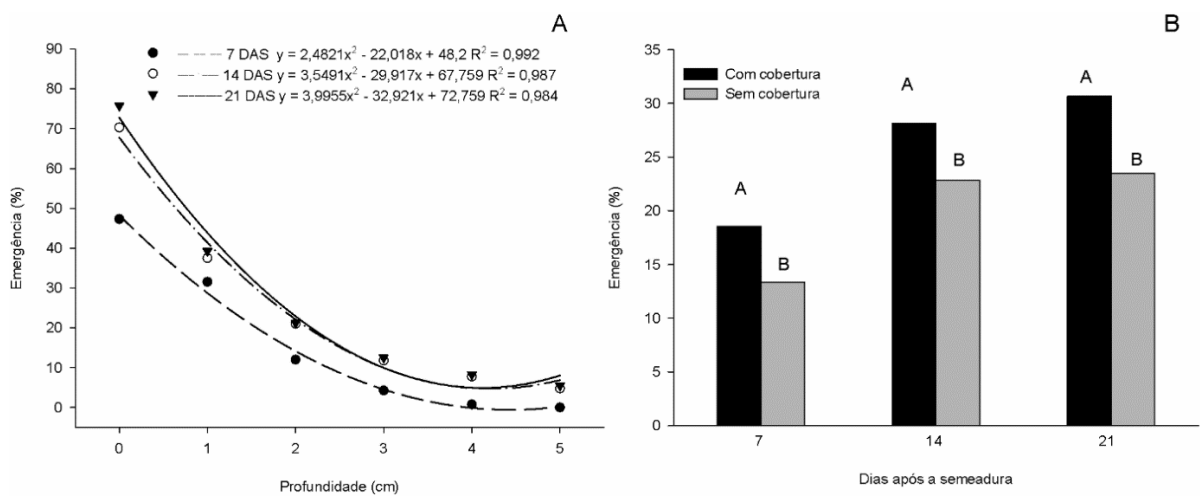 A
7 DAS y = 2,4821x² - 22,018x + 48,2 R² = 0,992
14 DAS y = 3,5491x² - 29,917x + 67,759 R² = 0,987
21 DAS y = 3,9955x² - 32,921x + 72,759 R² = 0,984
Emergência (%)
90
80
70
60
50
40
30
20
10
0
0 1 2 3 4 5
Profundidade (cm)
B
Com cobertura
Sem cobertura
Emergência (%)
35
30
25
20
15
10
5
0
A
B
A
B
A
B
7 14 21
Dias após a semeadura